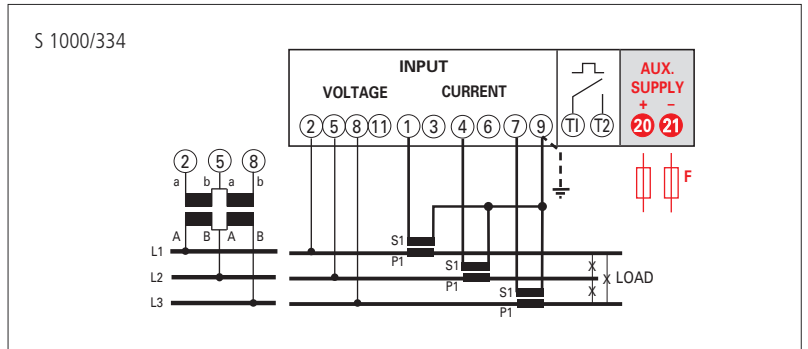 S 1000/334
INPUT
VOLTAGE CURRENT
2 5 8 11 1 3 4 6 7 9 T1 T2
AUX.
SUPPLY
+ –
20 21
F
2 5 8
a b a b
A B A B
L1
L2
L3
S1
P1
S1
P1
S1
P1
X
X X
LOAD